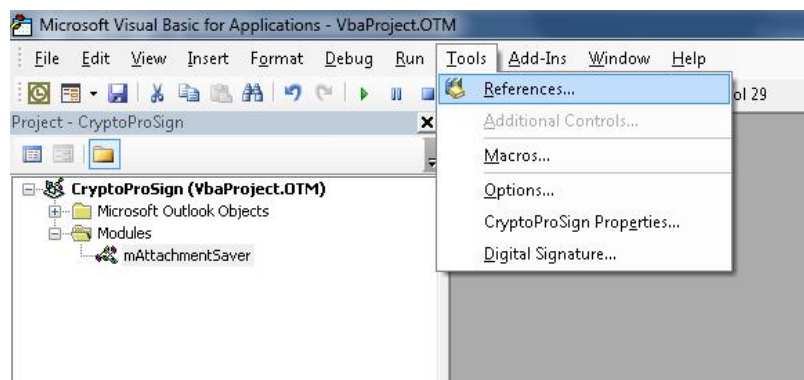 Microsoft Visual Basic for Applications - VbaProject.OTM
File Edit View Insert Format Debug Run Tools Add-Ins Window Help
References...
ol 29
Project - CryptoProSign
Additional Controls...
Macros...
CryptoProSign (VbaProject.OTM)
Options...
Microsoft Outlook Objects
CryptoProSign Properties...
Modules
mAttachmentSaver
Digital Signature...